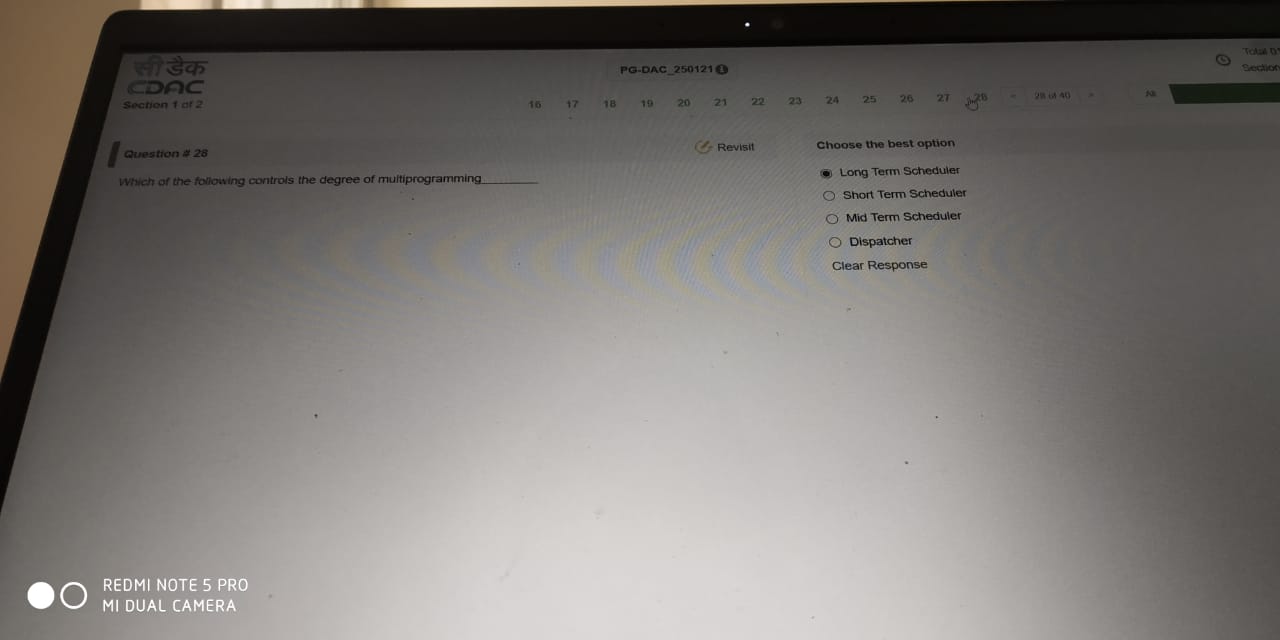 सी डैक
CDAC
Section 1 of 2
PG-DAC_250121
16 17 18 19 20 21 22 23 24 25 26 27 28
28 of 40
All
Total
Section
Question # 28
Revisit
Which of the following controls the degree of multiprogramming_________
Choose the best option
Long Term Scheduler
Short Term Scheduler
Mid Term Scheduler
Dispatcher
Clear Response
REDMI NOTE 5 PRO
MI DUAL CAMERA